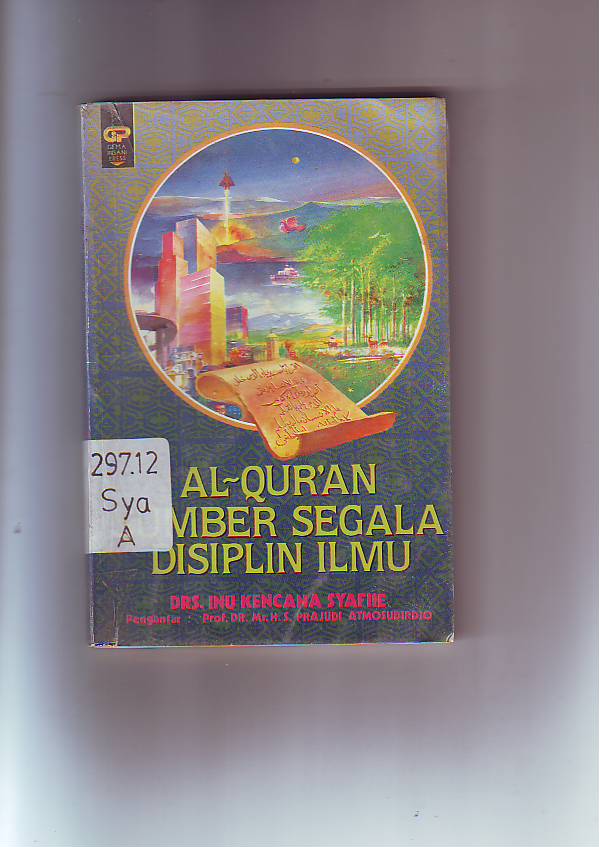 GIP
GEMA
INSANI
PRESS
297.12
Sya
A
AL-QUR'AN
MBER SEGALA
DISIPLIN ILMU
DRS. INU KENCANA SYAFIIE
Pengantar : Prof. DR. Mr. H. S. PRAJUDI ATMOSUDIRDJO